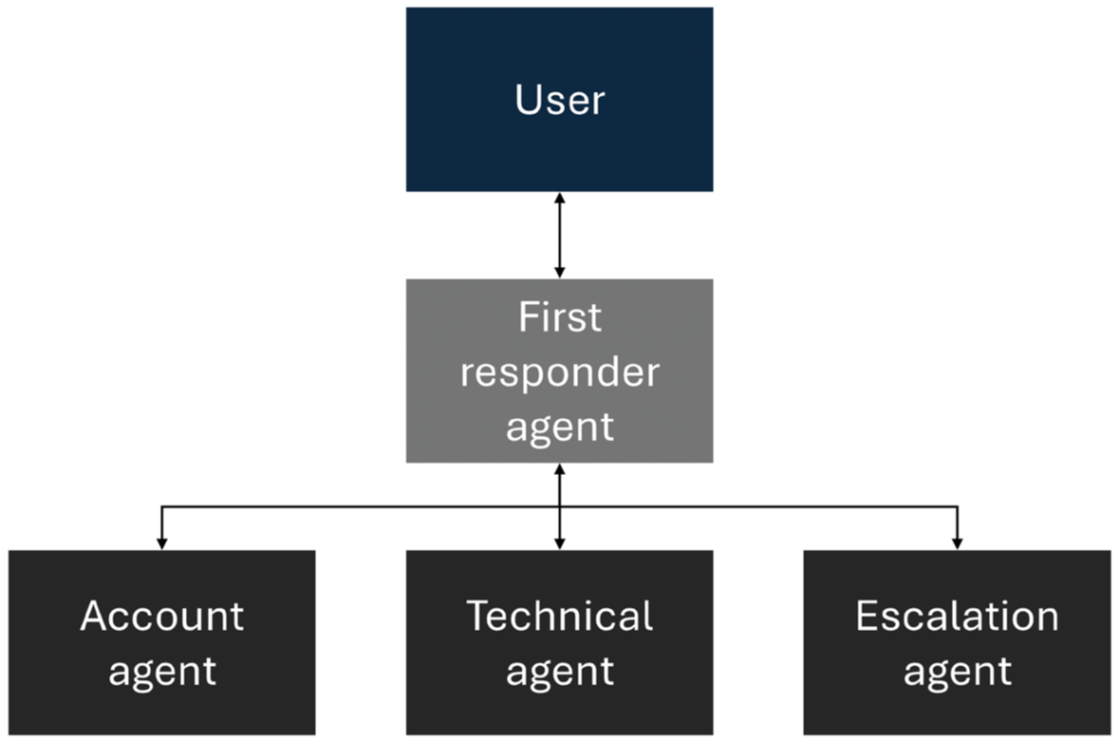 User
First
responder
agent
Account
agent
Technical
agent
Escalation
agent